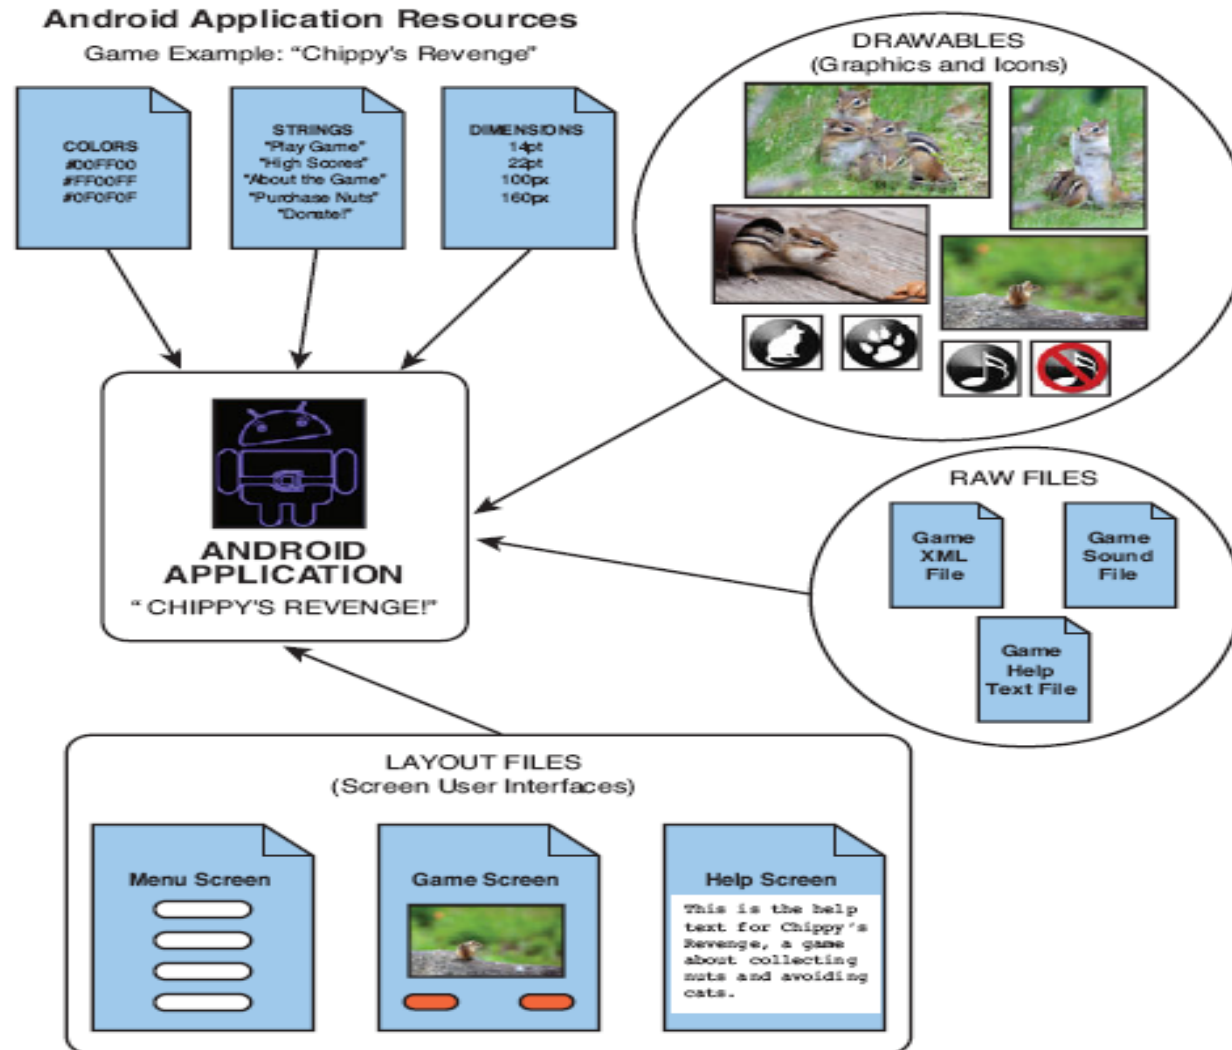 Android Application Resources
Game Example: "Chippy's Revenge"
COLORS
#00FF00
#FF00FF
#0F0F0F
STRINGS
"Play Game"
"High Scores"
"About the Game"
"Purchase Nuts"
"Donate!"
DIMENSIONS
14pt
22pt
100px
160px
DRAWABLES
(Graphics and Icons)
ANDROID
APPLICATION
"CHIPPY'S REVENGE!"
RAW FILES
Game
XML
File
Game
Sound
File
Game
Help
Text File
LAYOUT FILES
(Screen User Interfaces)
Menu Screen
Game Screen
Help Screen
This is the help
text for Chippy's
Revenge, a game
about collecting
nuts and avoiding
cats.